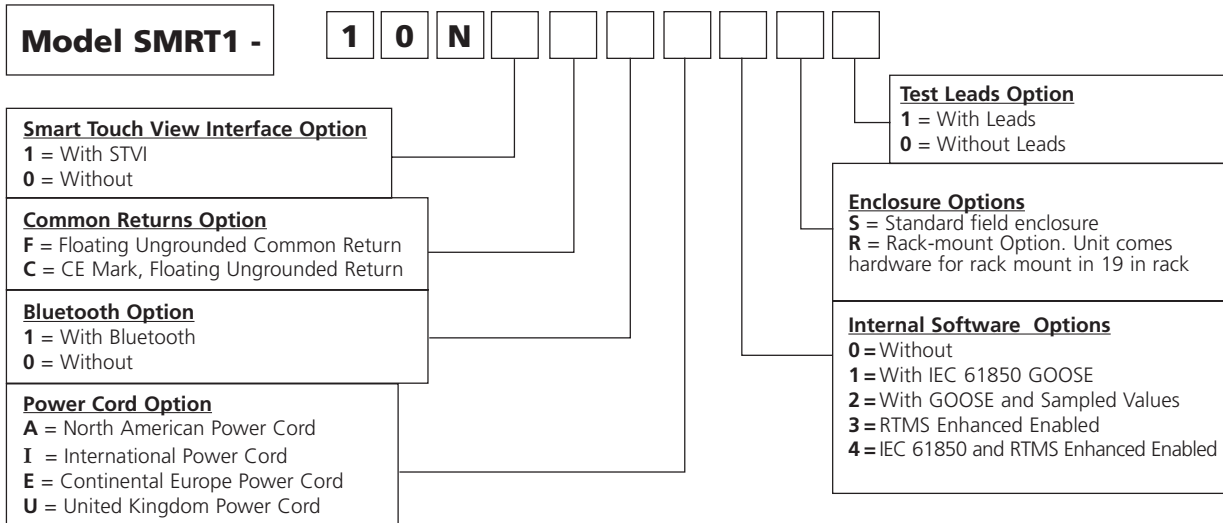 Model SMRT1 - 1 0 N
Smart Touch View Interface Option
1 = With STVI
0 = Without
Common Returns Option
F = Floating Ungrounded Common Return
C = CE Mark, Floating Ungrounded Return
Bluetooth Option
1 = With Bluetooth
0 = Without
Power Cord Option
A = North American Power Cord
I = International Power Cord
E = Continental Europe Power Cord
U = United Kingdom Power Cord
Test Leads Option
1 = With Leads
0 = Without Leads
Enclosure Options
S = Standard field enclosure
R = Rack-mount Option. Unit comes
hardware for rack mount in 19 in rack
Internal Software Options
0 = Without
1 = With IEC 61850 GOOSE
2 = With GOOSE and Sampled Values
3 = RTMS Enhanced Enabled
4 = IEC 61850 and RTMS Enhanced Enabled